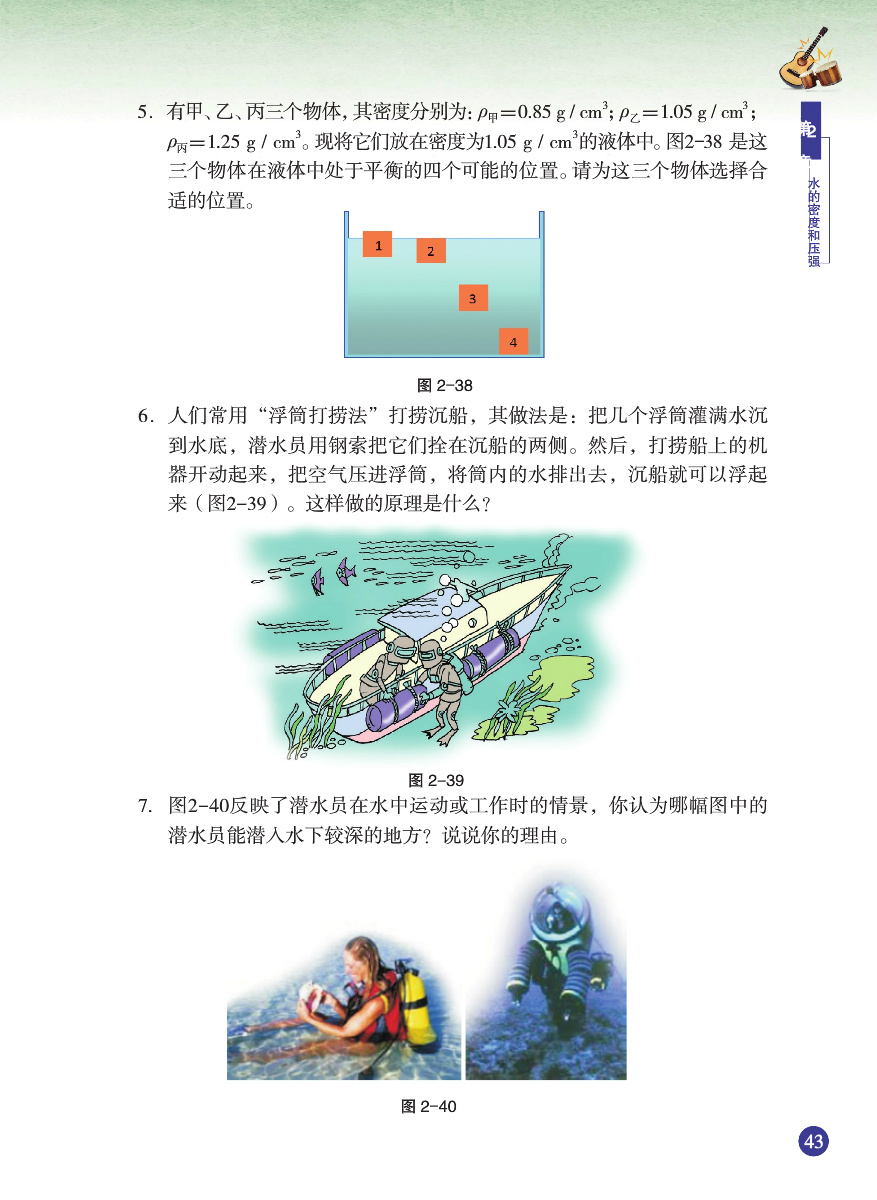 5. 有甲、乙、丙三个物体，其密度分别为：ρ甲=0.85 g / cm³；ρ乙=1.05 g / cm³；
ρ丙=1.25 g / cm³。现将它们放在密度为1.05 g / cm³的液体中。图2-38 是这
三个物体在液体中处于平衡的四个可能的位置。请为这三个物体选择合
适的位置。
1
2
3
4
图 2-38
6. 人们常用“浮筒打捞法”打捞沉船，其做法是：把几个浮筒灌满水沉
到水底，潜水员用钢索把它们拴在沉船的两侧。然后，打捞船上的机
器开动起来，把空气压进浮筒，将筒内的水排出去，沉船就可以浮起
来（图2-39）。这样做的原理是什么？
图 2-39
7. 图2-40反映了潜水员在水中运动或工作时的情景，你认为哪幅图中的
潜水员能潜入水下较深的地方？说说你的理由。
图 2-40
第2
水的密度和压强
43